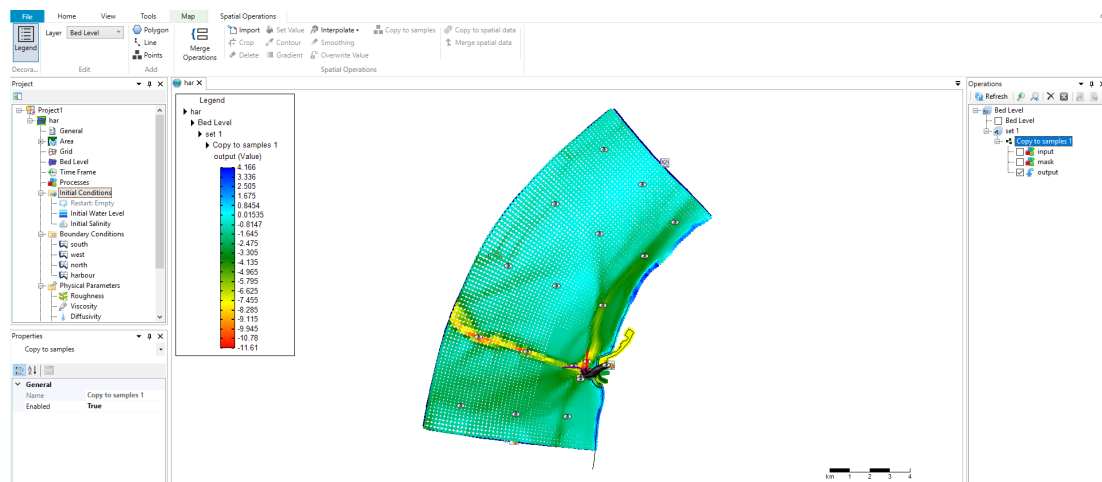 File Home View Tools Map Spatial Operations
Legend
Layer Bed Level
Polygon
Line
Points
Merge Operations
Import Set Value Interpolate Copy to samples Copy to spatial data
Crop Contour Smoothing Merge spatial data
Delete Gradient Overwrite Value
Decora... Edit Add Spatial Operations
Project
Project1
har
General
Area
Grid
Bed Level
Time Frame
Processes
Initial Conditions
Restart: Empty
Initial Water Level
Initial Salinity
Boundary Conditions
south
west
north
harbour
Physical Parameters
Roughness
Viscosity
Diffusivity
Properties
Copy to samples
General
Name Copy to samples 1
Enabled True
har
Legend
har
Bed Level
set 1
Copy to samples 1
output (Value)
4.166
3.336
2.505
1.675
0.8454
0.01535
-0.8147
-1.645
-2.475
-3.305
-4.135
-4.965
-5.795
-6.625
-7.455
-8.285
-9.115
-9.945
-10.78
-11.61
km 1 2 3 4
Operations
Refresh
Bed Level
Bed Level
set 1
Copy to samples 1
input
mask
output